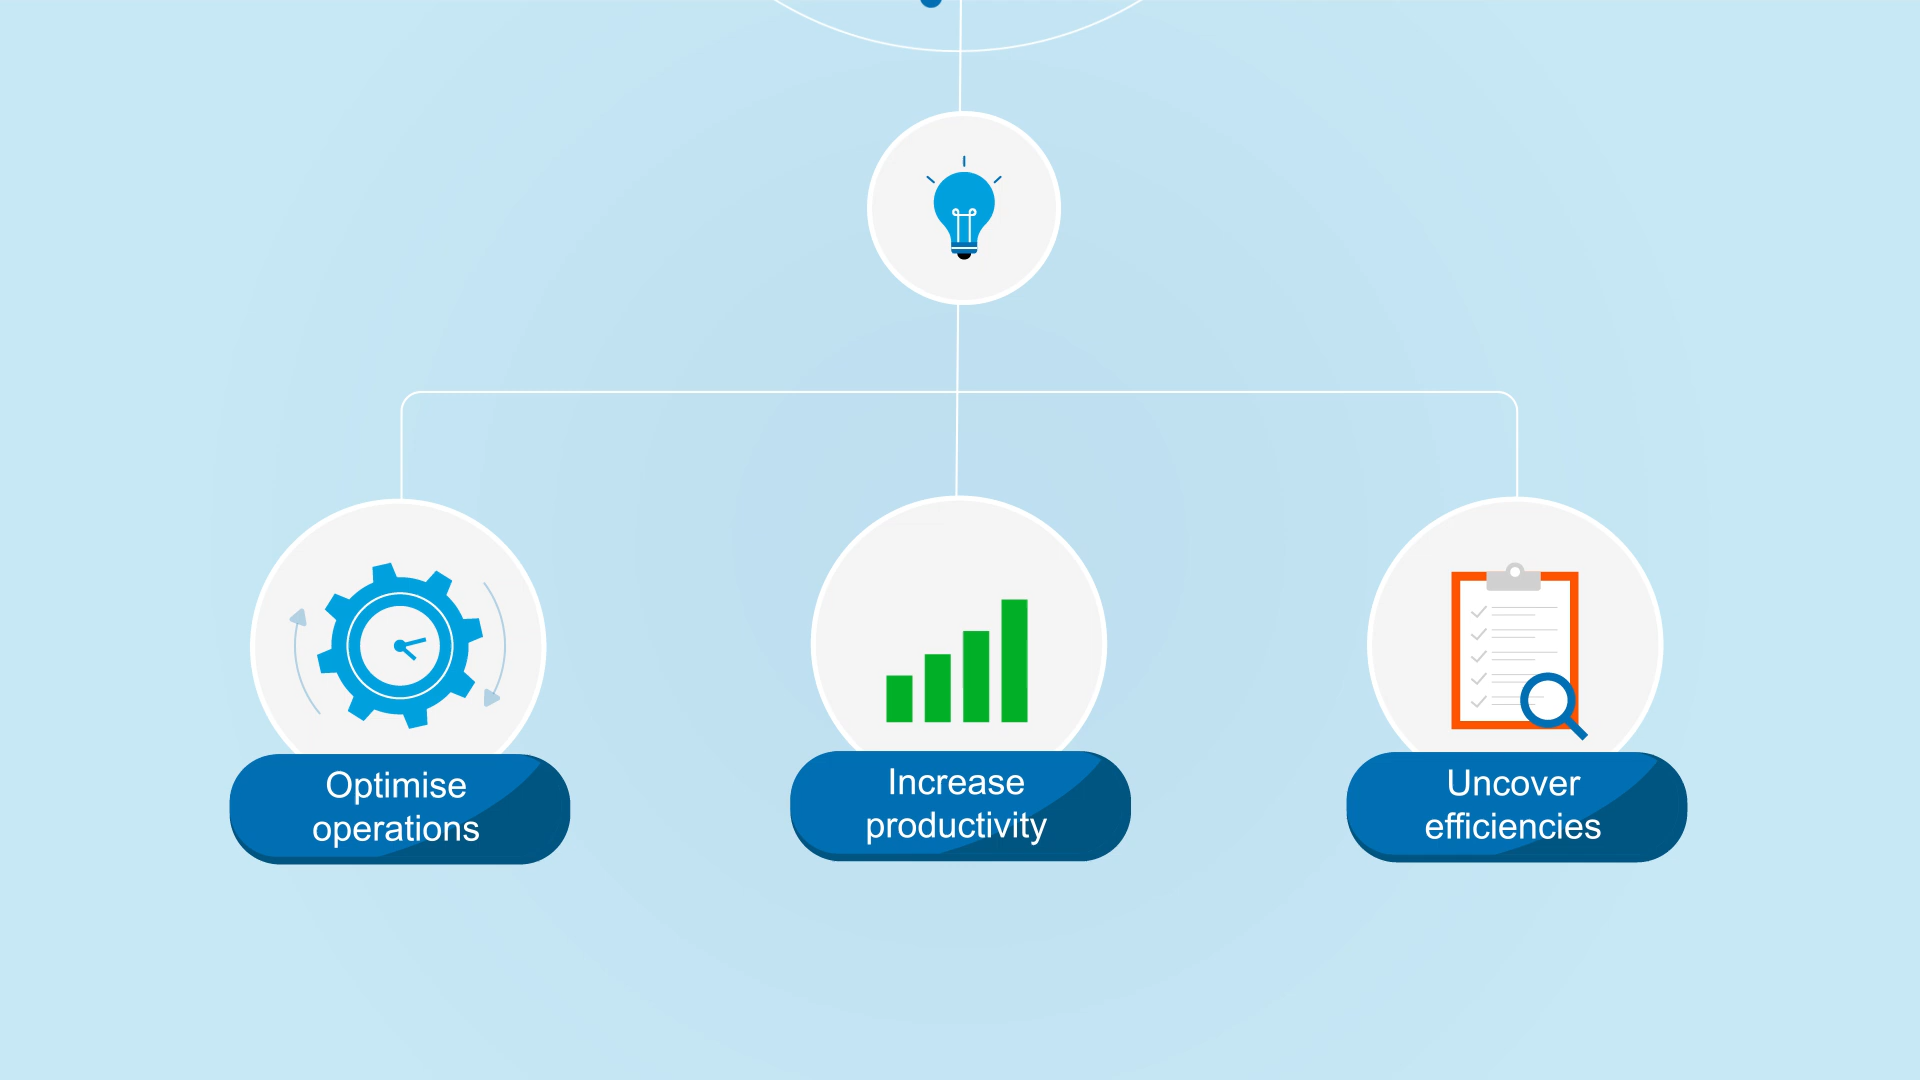 Optimise
operations
Increase
productivity
Uncover
efficiencies